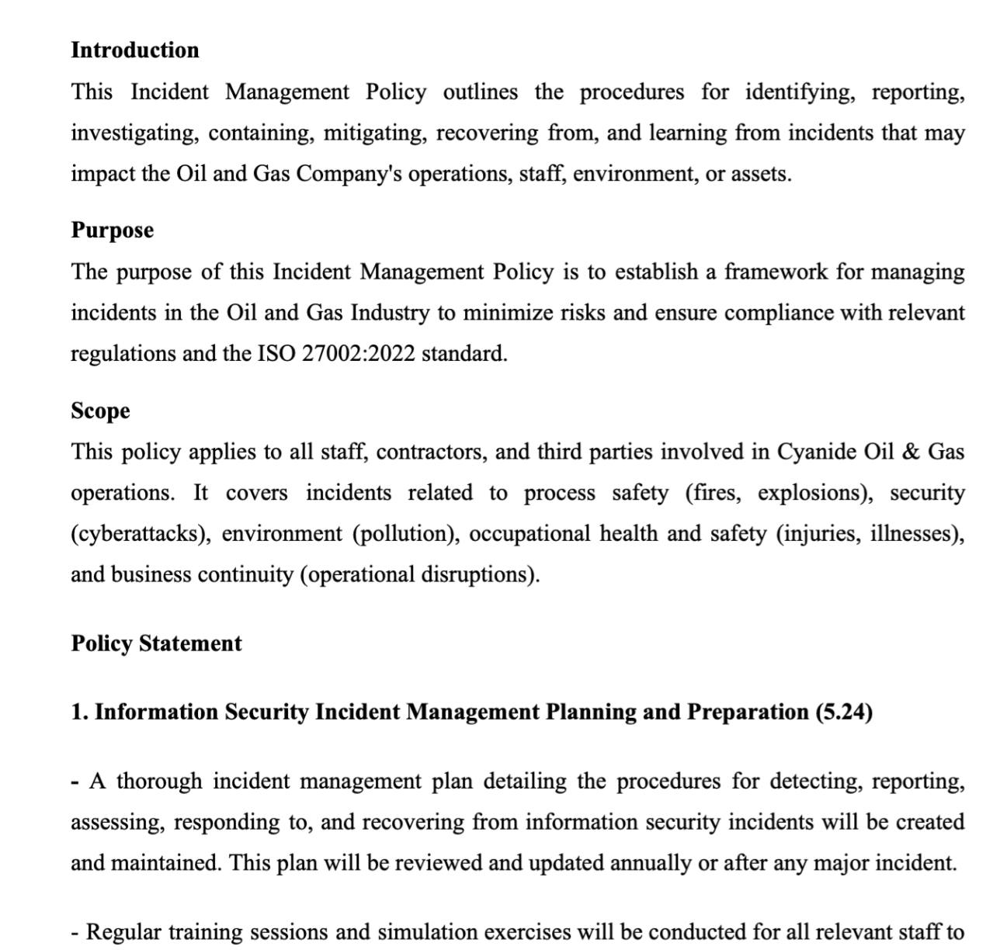 Introduction
This Incident Management Policy outlines the procedures for identifying, reporting,
investigating, containing, mitigating, recovering from, and learning from incidents that may
impact the Oil and Gas Company's operations, staff, environment, or assets.
Purpose
The purpose of this Incident Management Policy is to establish a framework for managing
incidents in the Oil and Gas Industry to minimize risks and ensure compliance with relevant
regulations and the ISO 27002:2022 standard.
Scope
This policy applies to all staff, contractors, and third parties involved in Cyanide Oil & Gas
operations. It covers incidents related to process safety (fires, explosions), security
(cyberattacks), environment (pollution), occupational health and safety (injuries, illnesses),
and business continuity (operational disruptions).
Policy Statement
1. Information Security Incident Management Planning and Preparation (5.24)
- A thorough incident management plan detailing the procedures for detecting, reporting,
assessing, responding to, and recovering from information security incidents will be created
and maintained. This plan will be reviewed and updated annually or after any major incident.
- Regular training sessions and simulation exercises will be conducted for all relevant staff to